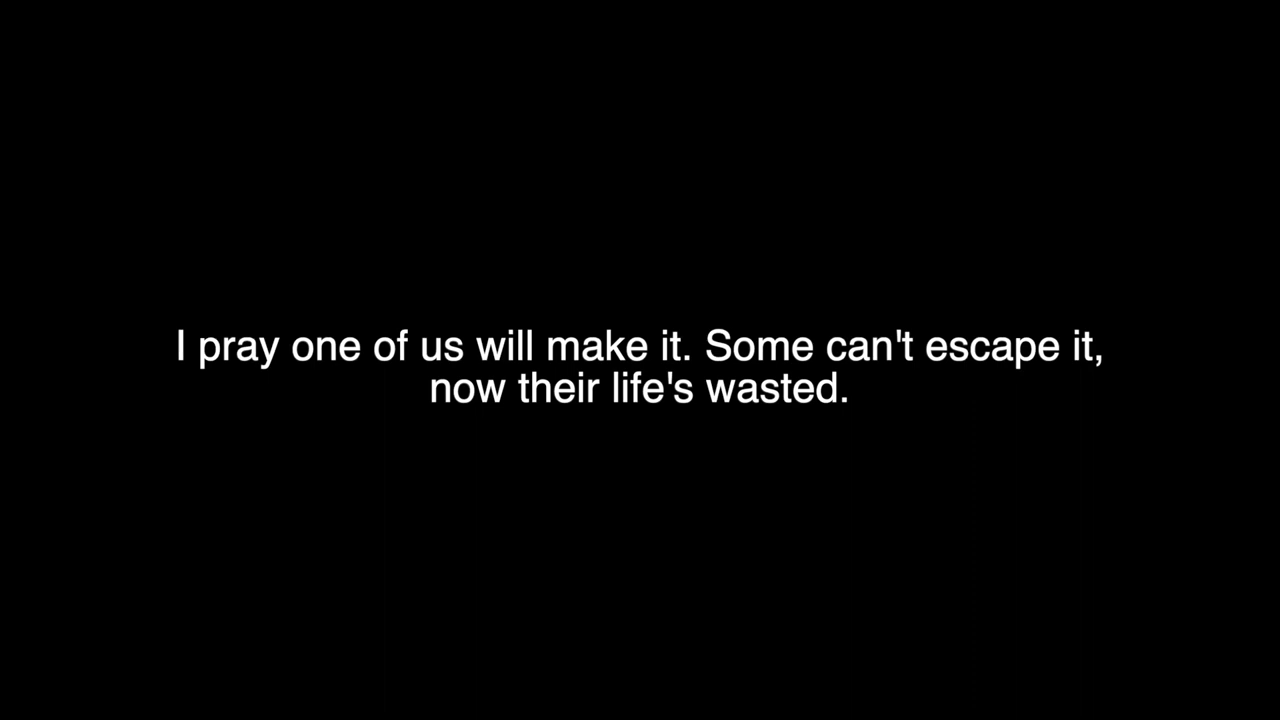 I pray one of us will make it. Some can't escape it,
now their life's wasted.